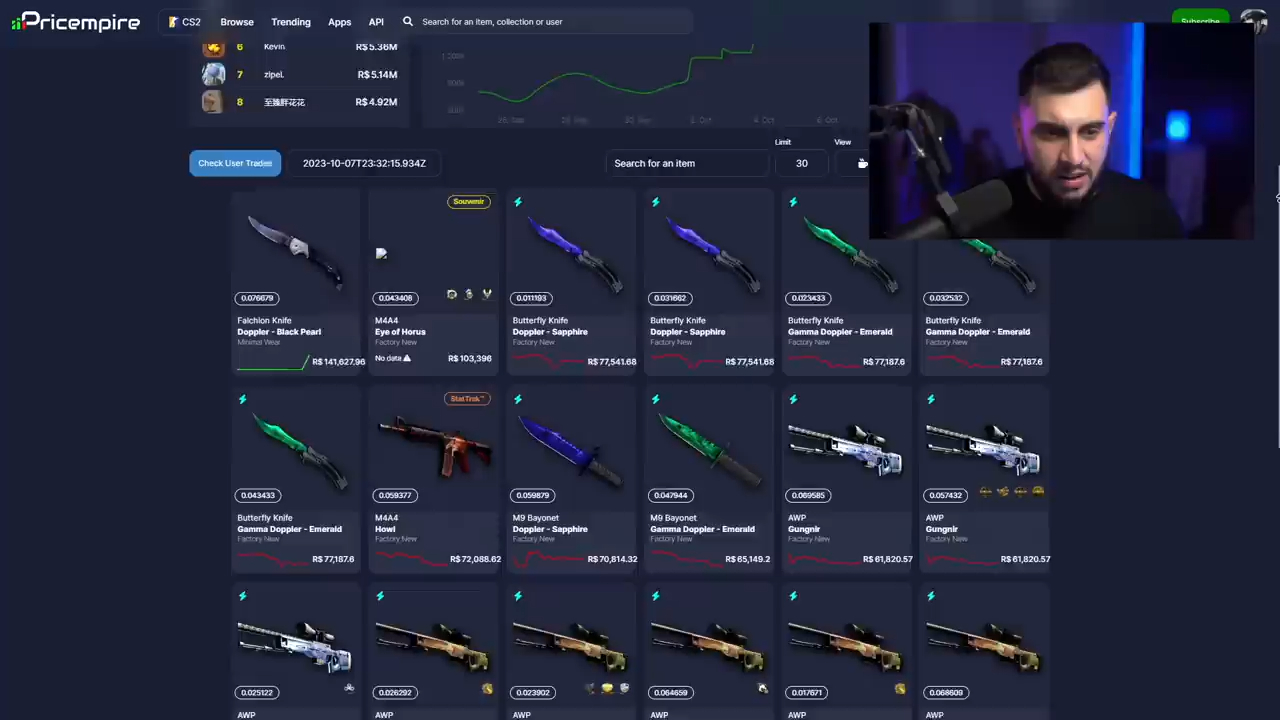 Pricempire
CS2
Browse
Trending
Apps
API
Search for an item, collection or user
Subscribe
6 Kevin R$5.36M
7 zipeL R$5.14M
8 至臻胖花花 R$4.92M
2 Oct
4 Oct
6 Oct
Check User Trades
2023-10-07T23:32:15.934Z
Search for an item
Limit
30
View
0.076679
Falchion Knife
Doppler - Black Pearl
Minimal Wear
R$141,627.96
Souvenir
0.043408
M4A4
Eye of Horus
Factory New
No data
R$103,396
0.011193
Butterfly Knife
Doppler - Sapphire
Factory New
R$77,541.68
0.031662
Butterfly Knife
Doppler - Sapphire
Factory New
R$77,541.68
0.023433
Butterfly Knife
Gamma Doppler - Emerald
Factory New
R$77,187.6
0.032532
Butterfly Knife
Gamma Doppler - Emerald
Factory New
R$77,187.6
0.043433
Butterfly Knife
Gamma Doppler - Emerald
Factory New
R$77,187.6
StatTrak™
0.059377
M4A4
Howl
Factory New
R$72,088.62
0.059879
M9 Bayonet
Doppler - Sapphire
Factory New
R$70,814.32
0.047944
M9 Bayonet
Gamma Doppler - Emerald
Factory New
R$65,149.2
0.069585
AWP
Gungnir
Factory New
R$61,820.57
0.057432
AWP
Gungnir
Factory New
R$61,820.57
0.025122
AWP
0.026292
AWP
0.023902
AWP
0.064659
AWP
0.017671
AWP
0.068609
AWP